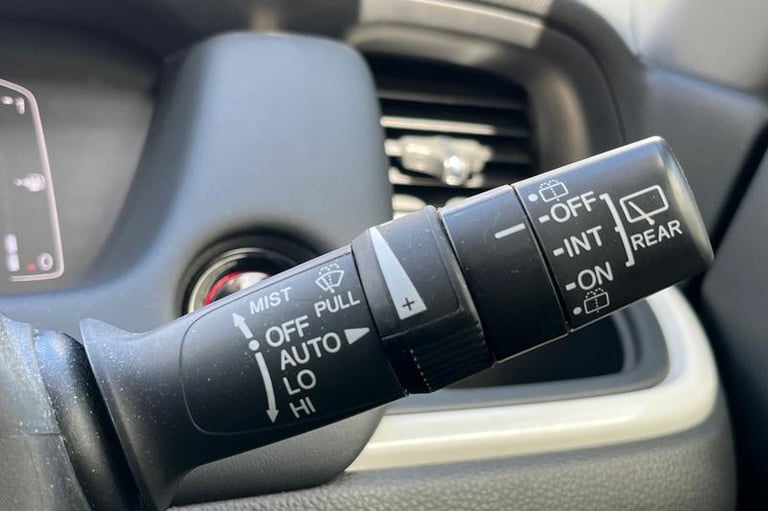 MIST
PULL
OFF
AUTO
LO
HI
+
OFF
INT
ON
REAR